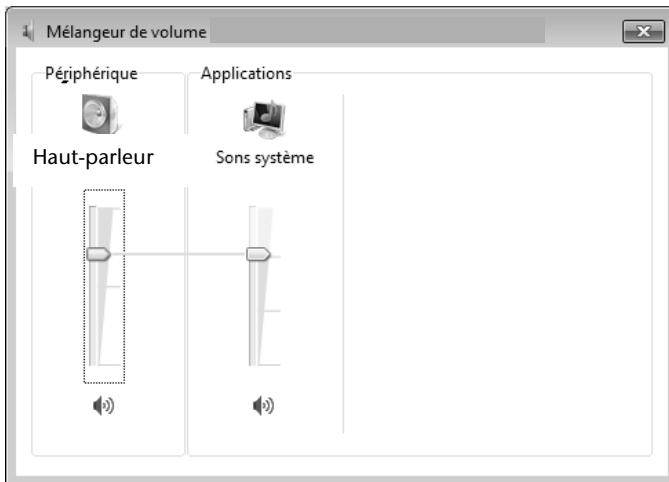 Mélangeur de volume
Périphérique
Applications
Haut-parleur
Sons système